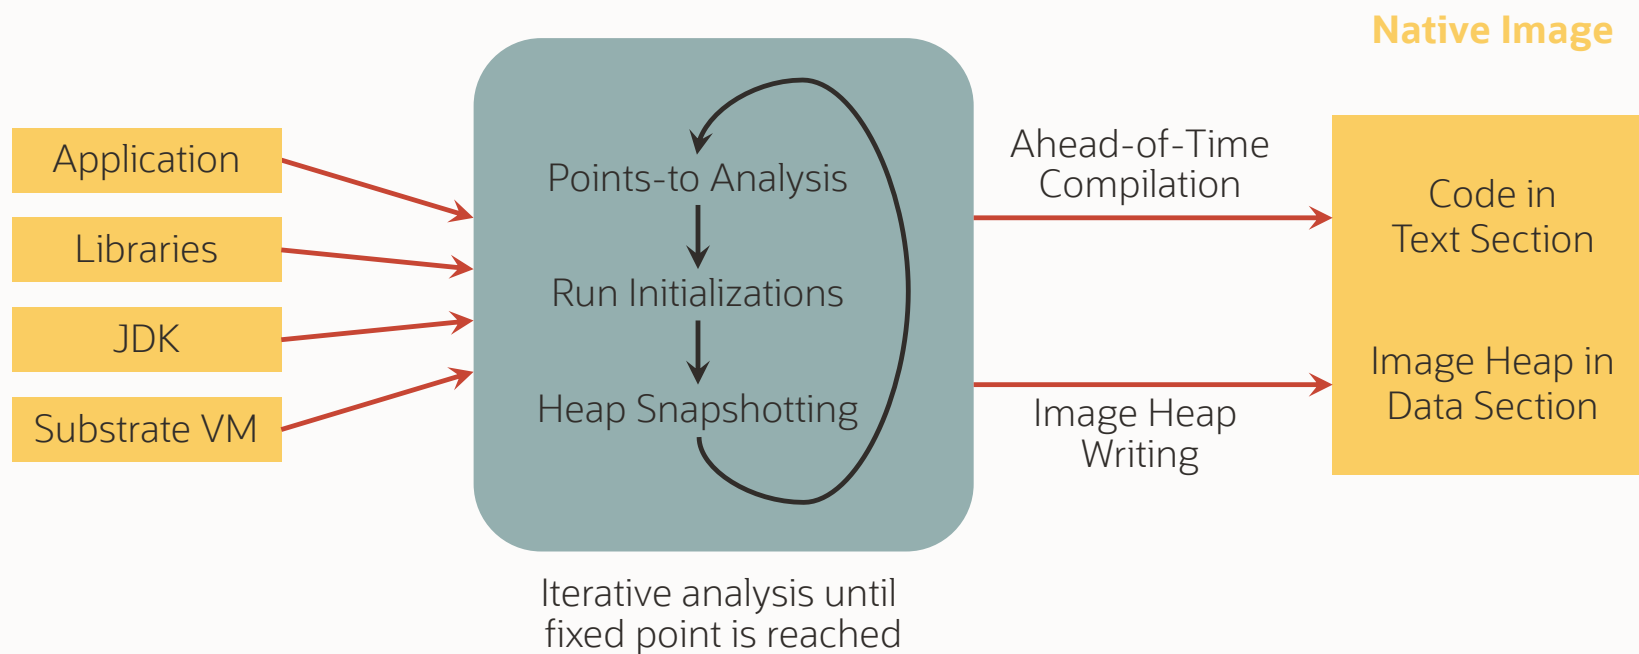 Native Image
Application
Libraries
JDK
Substrate VM
Points-to Analysis
Run Initializations
Heap Snapshotting
Iterative analysis until
fixed point is reached
Ahead-of-Time
Compilation
Image Heap
Writing
Code in
Text Section
Image Heap in
Data Section